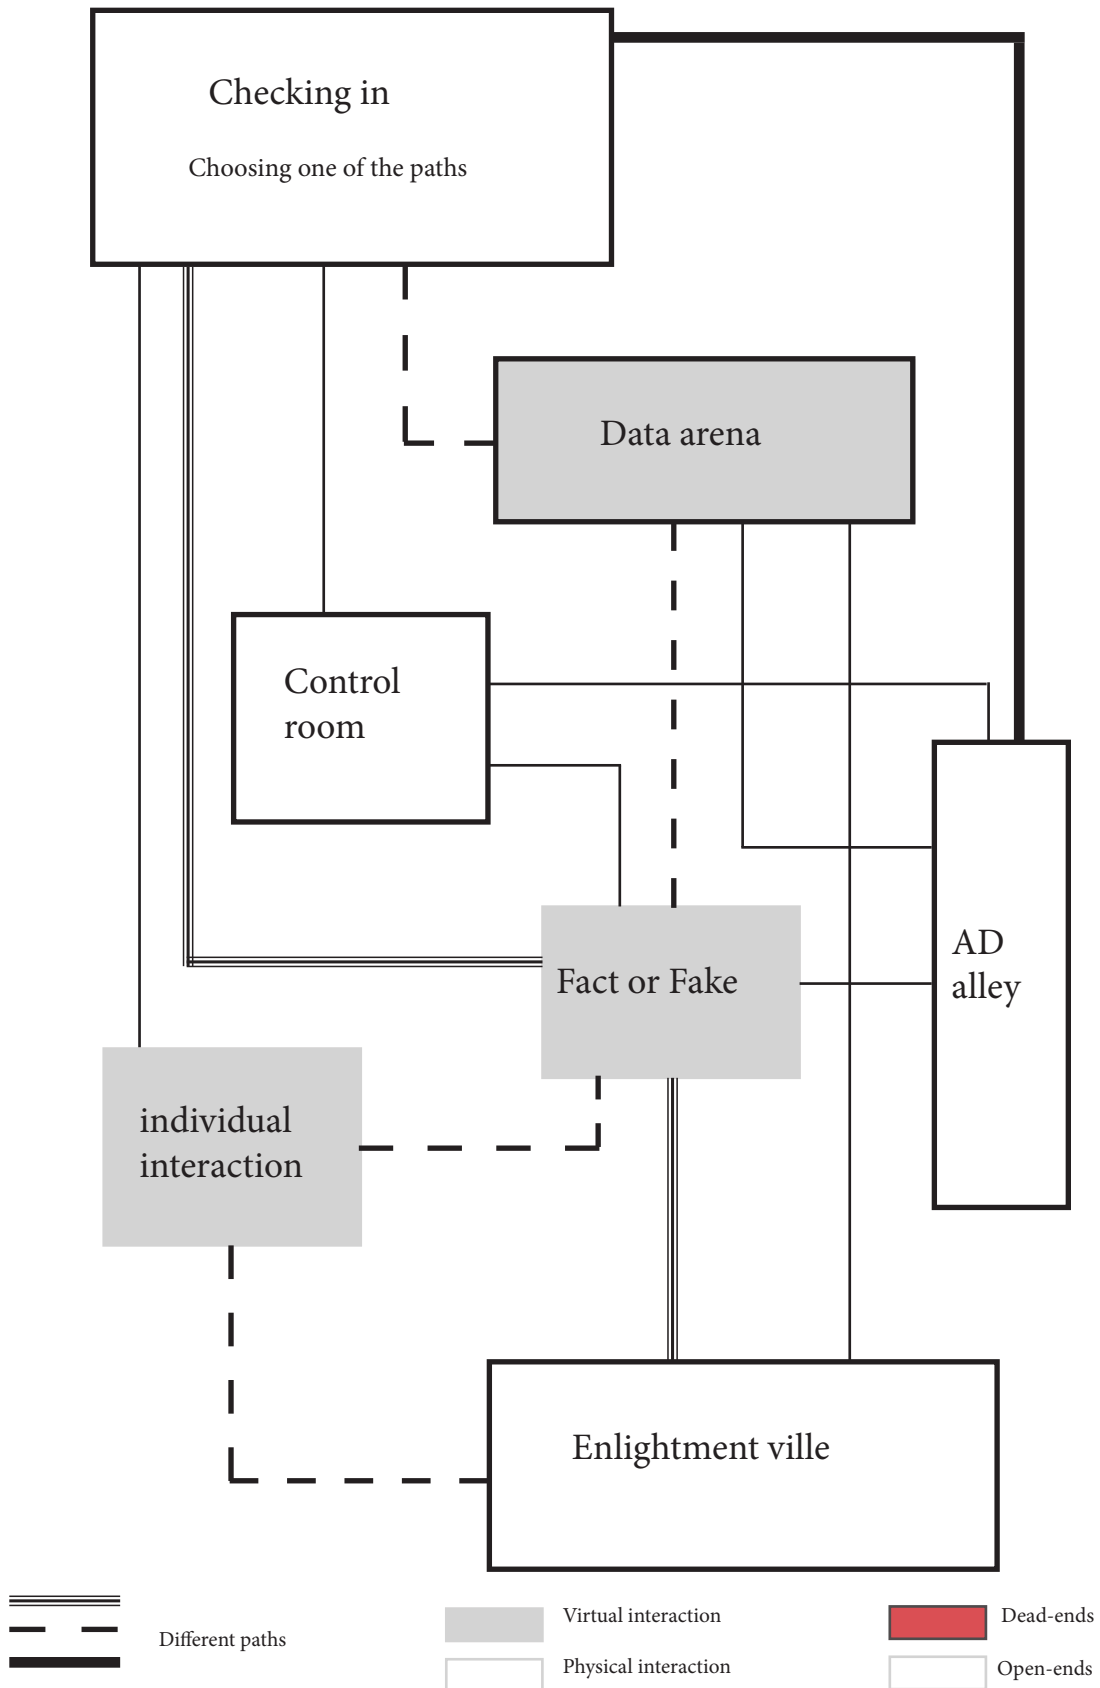 Checking in
Choosing one of the paths
Data arena
Control
room
AD
alley
Fact or Fake
individual
interaction
Enlightment ville
Different paths
Virtual interaction
Physical interaction
Dead-ends
Open-ends